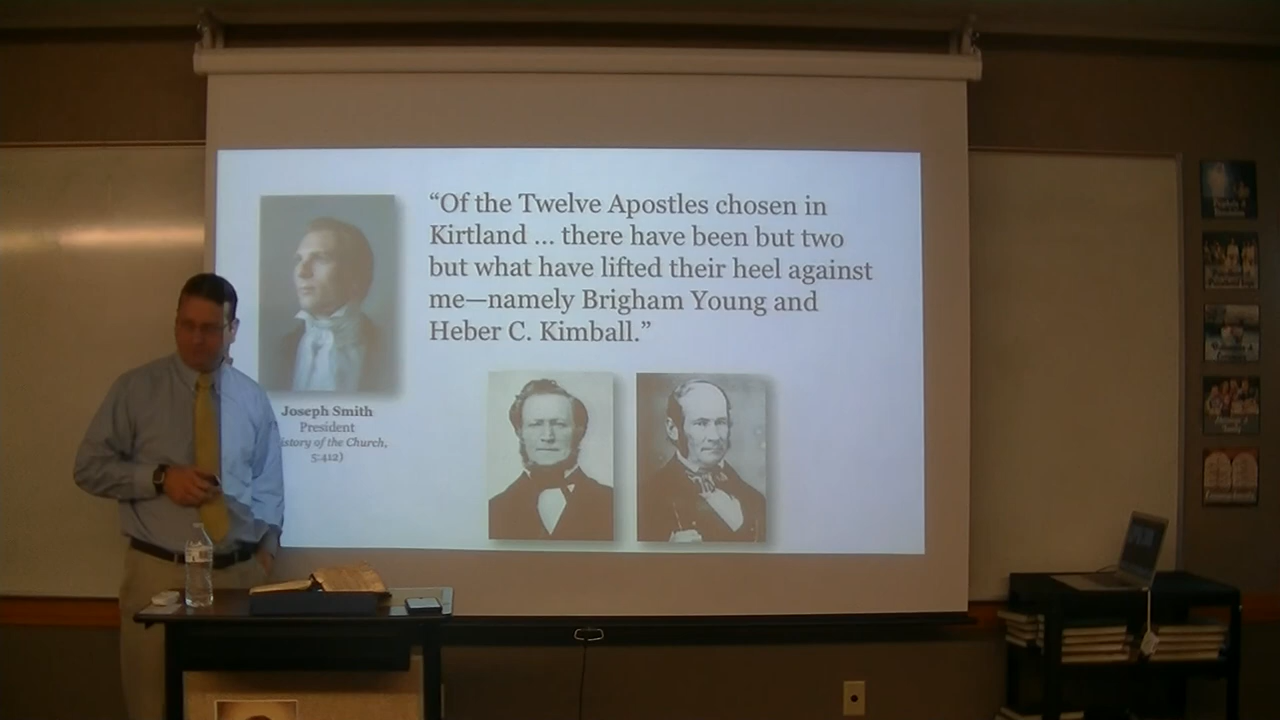 “Of the Twelve Apostles chosen in
Kirtland ... there have been but two
but what have lifted their heel against
me—namely Brigham Young and
Heber C. Kimball.”
Joseph Smith
President
istory of the Church,
5:412)